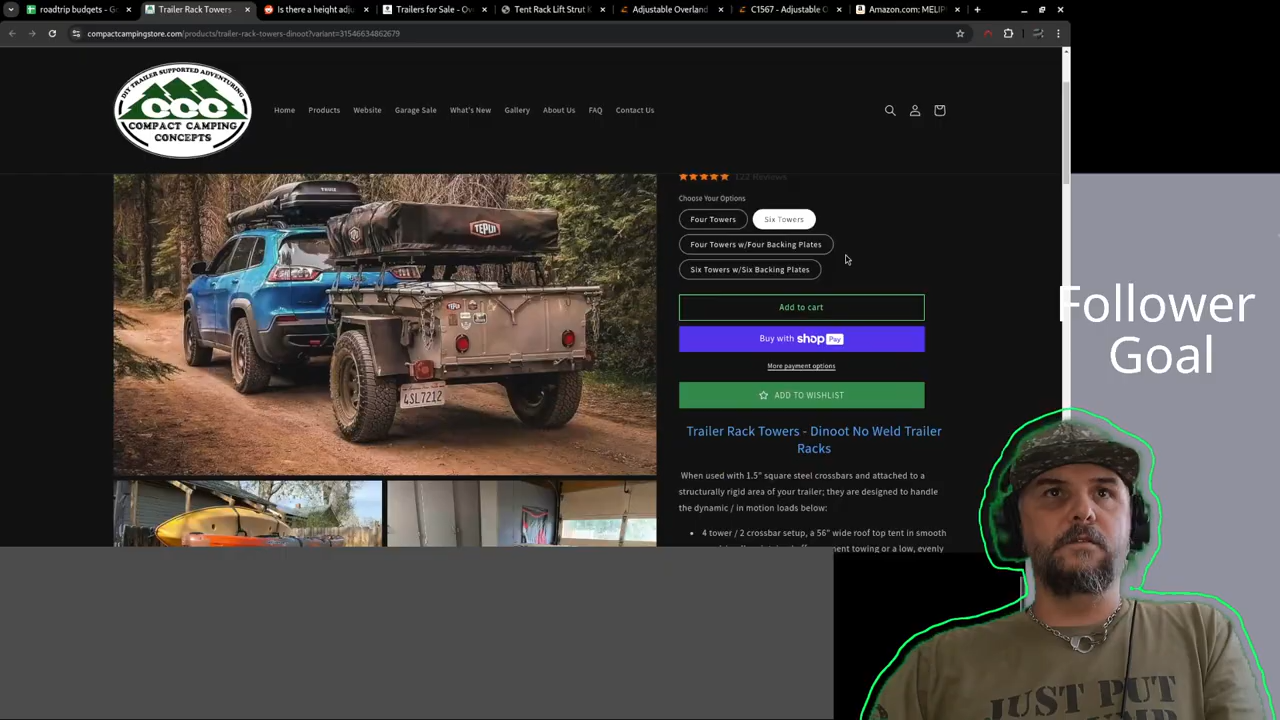 roadtrip budgets - G
Trailer Rack Towers
Is there a height adju
Trailers for Sale - Ov
Tent Rack Lift Strut K
Adjustable Overland
C1567 - Adjustable O
Amazon.com: MELIP
compactcampingstore.com/products/trailer-rack-towers-dinoot?variant=31546634862679
DIY TRAILER SUPPORTED ADVENTURING
CCC
COMPACT CAMPING
CONCEPTS
Home
Products
Website
Garage Sale
What's New
Gallery
About Us
FAQ
Contact Us
122 Reviews
Choose Your Options
Four Towers
Six Towers
Four Towers w/Four Backing Plates
Six Towers w/Six Backing Plates
Add to cart
Buy with shop Pay
More payment options
ADD TO WISHLIST
Trailer Rack Towers - Dinoot No Weld Trailer
Racks
When used with 1.5" square steel crossbars and attached to a
structurally rigid area of your trailer; they are designed to handle
the dynamic / in motion loads below:
4 tower / 2 crossbar setup, a 56" wide roof top tent in smooth
THULE
TEPUI
TEPUI
4SL7212
Follower
Goal
JUST PUT